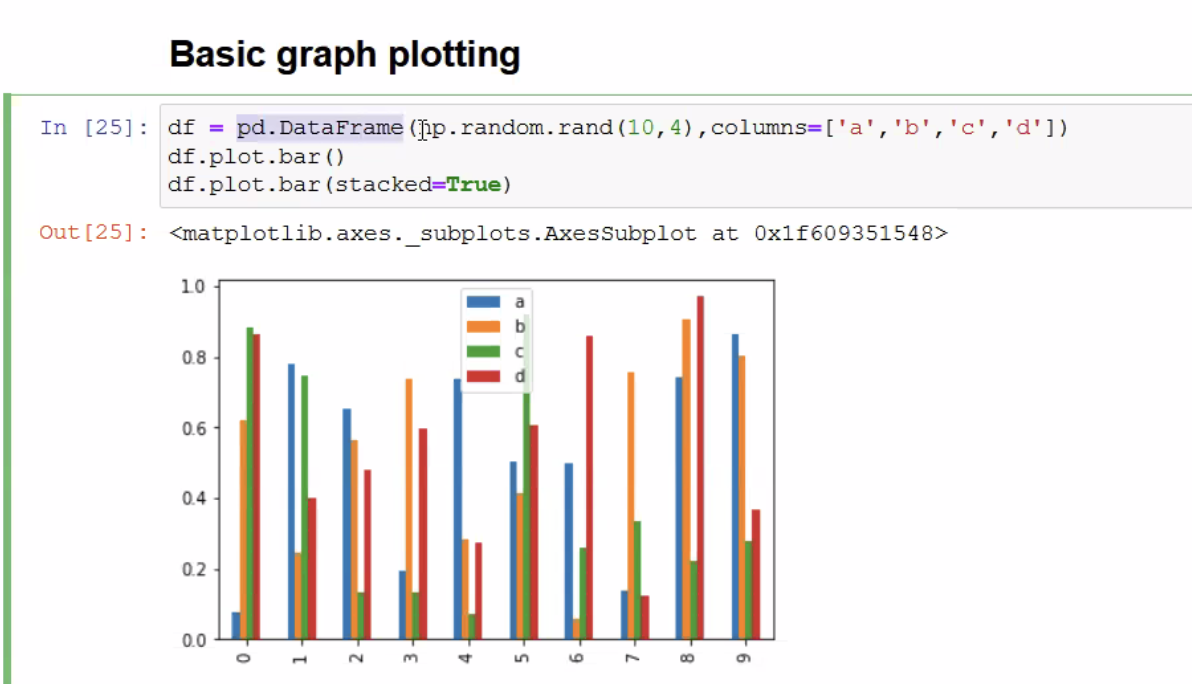 Basic graph plotting
In [25]: df = pd.DataFrame(np.random.rand(10,4),columns=['a','b','c','d'])
df.plot.bar()
df.plot.bar(stacked=True)
Out[25]: <matplotlib.axes._subplots.AxesSubplot at 0x1f609351548>
1.0
a
b
c
d
0.8
0.6
0.4
0.2
0.0
0 1 2 3 4 5 6 7 8 9